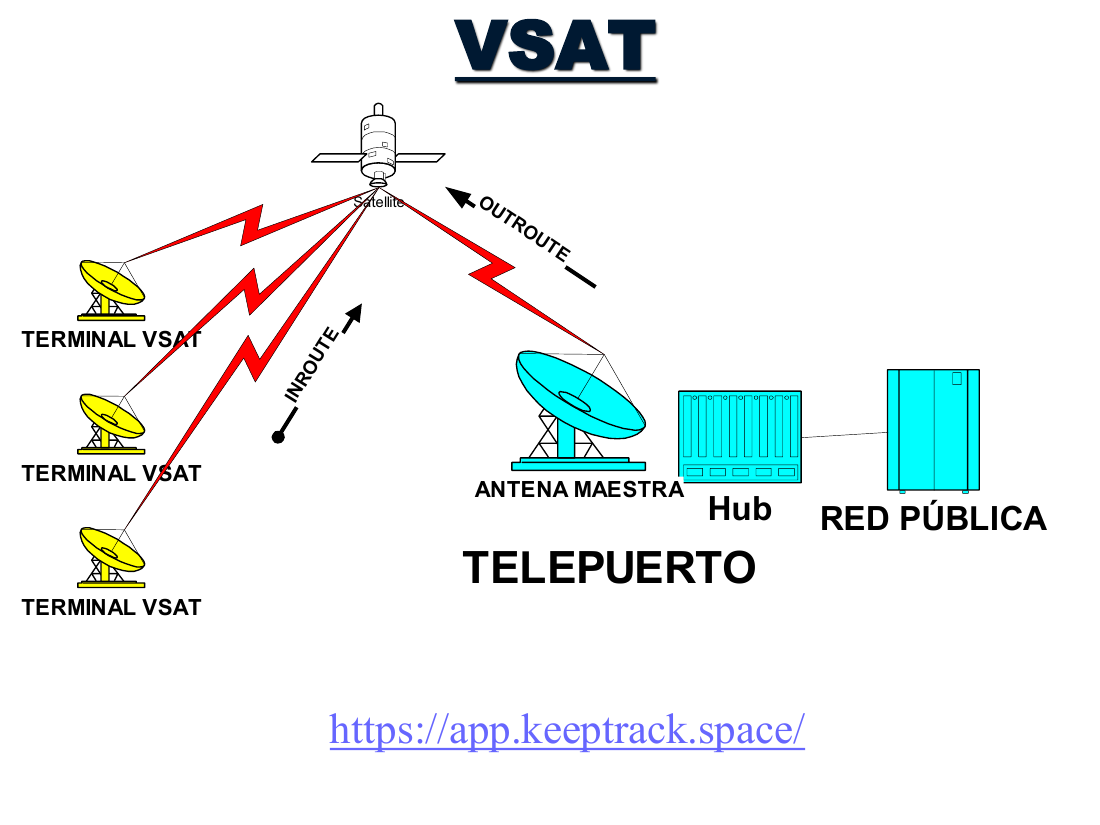 VSAT
Satellite
OUTROUTE
TERMINAL VSAT
INROUTE
TERMINAL VSAT
ANTENA MAESTRA
Hub
RED PÚBLICA
TELEPUERTO
TERMINAL VSAT
https://app.keeptrack.space/